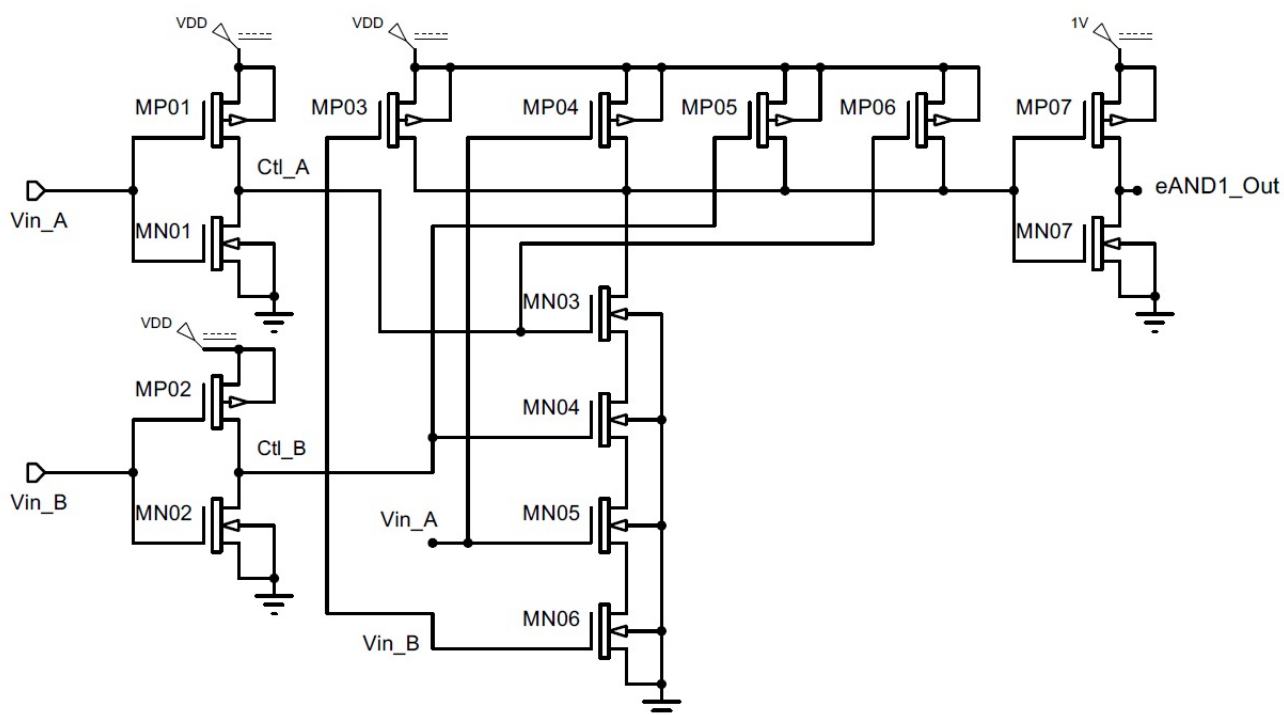 VDD
VDD
1V
MP01
MP03
MP04
MP05
MP06
MP07
Ctl_A
Vin_A
eAND1_Out
MN01
MN07
MN03
VDD
MP02
MN04
Ctl_B
Vin_B
MN02
Vin_A
MN05
Vin_B
MN06